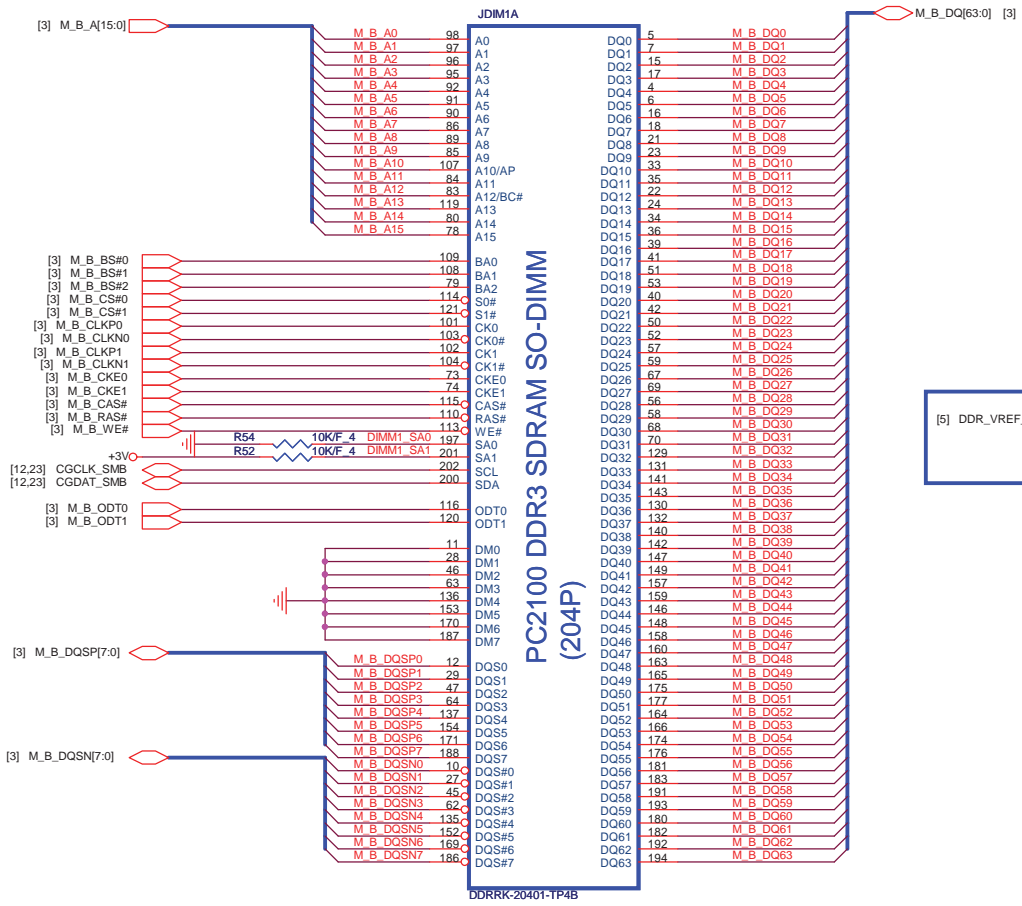 JDIM1A
[3] M_B_A[15:0]
M_B_A0 98 A0
M_B_A1 97 A1
M_B_A2 96 A2
M_B_A3 95 A3
M_B_A4 92 A4
M_B_A5 91 A5
M_B_A6 90 A6
M_B_A7 86 A7
M_B_A8 89 A8
M_B_A9 85 A9
M_B_A10 107 A10/AP
M_B_A11 84 A11
M_B_A12 83 A12/BC#
M_B_A13 119 A13
M_B_A14 80 A14
M_B_A15 78 A15
[3] M_B_BS#0 109 BA0
[3] M_B_BS#1 108 BA1
[3] M_B_BS#2 79 BA2
[3] M_B_CS#0 114 S0#
[3] M_B_CS#1 121 S1#
[3] M_B_CLKP0 101 CK0
[3] M_B_CLKN0 103 CK0#
[3] M_B_CLKP1 102 CK1
[3] M_B_CLKN1 104 CK1#
[3] M_B_CKE0 73 CKE0
[3] M_B_CKE1 74 CKE1
[3] M_B_CAS# 115 CAS#
[3] M_B_RAS# 110 RAS#
[3] M_B_WE# 113 WE#
R54 10K/F_4 DIMM1_SA0 197 SA0
+3V R52 10K/F_4 DIMM1_SA1 201 SA1
[12,23] CGCLK_SMB 202 SCL
[12,23] CGDAT_SMB 200 SDA
[3] M_B_ODT0 116 ODT0
[3] M_B_ODT1 120 ODT1
11 DM0
28 DM1
46 DM2
63 DM3
136 DM4
153 DM5
170 DM6
187 DM7
[3] M_B_DQSP[7:0]
M_B_DQSP0 12 DQS0
M_B_DQSP1 29 DQS1
M_B_DQSP2 47 DQS2
M_B_DQSP3 64 DQS3
M_B_DQSP4 137 DQS4
M_B_DQSP5 154 DQS5
M_B_DQSP6 171 DQS6
M_B_DQSP7 188 DQS7
[3] M_B_DQSN[7:0]
M_B_DQSN0 10 DQS#0
M_B_DQSN1 27 DQS#1
M_B_DQSN2 45 DQS#2
M_B_DQSN3 62 DQS#3
M_B_DQSN4 135 DQS#4
M_B_DQSN5 152 DQS#5
M_B_DQSN6 169 DQS#6
M_B_DQSN7 186 DQS#7
PC2100 DDR3 SDRAM SO-DIMM
(204P)
DDRRK-20401-TP4B
M_B_DQ[63:0] [3]
DQ0 5 M_B_DQ0
DQ1 7 M_B_DQ1
DQ2 15 M_B_DQ2
DQ3 17 M_B_DQ3
DQ4 4 M_B_DQ4
DQ5 6 M_B_DQ5
DQ6 16 M_B_DQ6
DQ7 18 M_B_DQ7
DQ8 21 M_B_DQ8
DQ9 23 M_B_DQ9
DQ10 33 M_B_DQ10
DQ11 35 M_B_DQ11
DQ12 22 M_B_DQ12
DQ13 24 M_B_DQ13
DQ14 34 M_B_DQ14
DQ15 36 M_B_DQ15
DQ16 39 M_B_DQ16
DQ17 41 M_B_DQ17
DQ18 51 M_B_DQ18
DQ19 53 M_B_DQ19
DQ20 40 M_B_DQ20
DQ21 42 M_B_DQ21
DQ22 50 M_B_DQ22
DQ23 52 M_B_DQ23
DQ24 57 M_B_DQ24
DQ25 59 M_B_DQ25
DQ26 67 M_B_DQ26
DQ27 69 M_B_DQ27
DQ28 56 M_B_DQ28
DQ29 58 M_B_DQ29
DQ30 68 M_B_DQ30
DQ31 70 M_B_DQ31
DQ32 129 M_B_DQ32
DQ33 131 M_B_DQ33
DQ34 141 M_B_DQ34
DQ35 143 M_B_DQ35
DQ36 130 M_B_DQ36
DQ37 132 M_B_DQ37
DQ38 140 M_B_DQ38
DQ39 142 M_B_DQ39
DQ40 147 M_B_DQ40
DQ41 149 M_B_DQ41
DQ42 157 M_B_DQ42
DQ43 159 M_B_DQ43
DQ44 146 M_B_DQ44
DQ45 148 M_B_DQ45
DQ46 158 M_B_DQ46
DQ47 160 M_B_DQ47
DQ48 163 M_B_DQ48
DQ49 165 M_B_DQ49
DQ50 175 M_B_DQ50
DQ51 177 M_B_DQ51
DQ52 164 M_B_DQ52
DQ53 166 M_B_DQ53
DQ54 174 M_B_DQ54
DQ55 176 M_B_DQ55
DQ56 181 M_B_DQ56
DQ57 183 M_B_DQ57
DQ58 191 M_B_DQ58
DQ59 193 M_B_DQ59
DQ60 180 M_B_DQ60
DQ61 182 M_B_DQ61
DQ62 192 M_B_DQ62
DQ63 194 M_B_DQ63
[5] DDR_VREF_